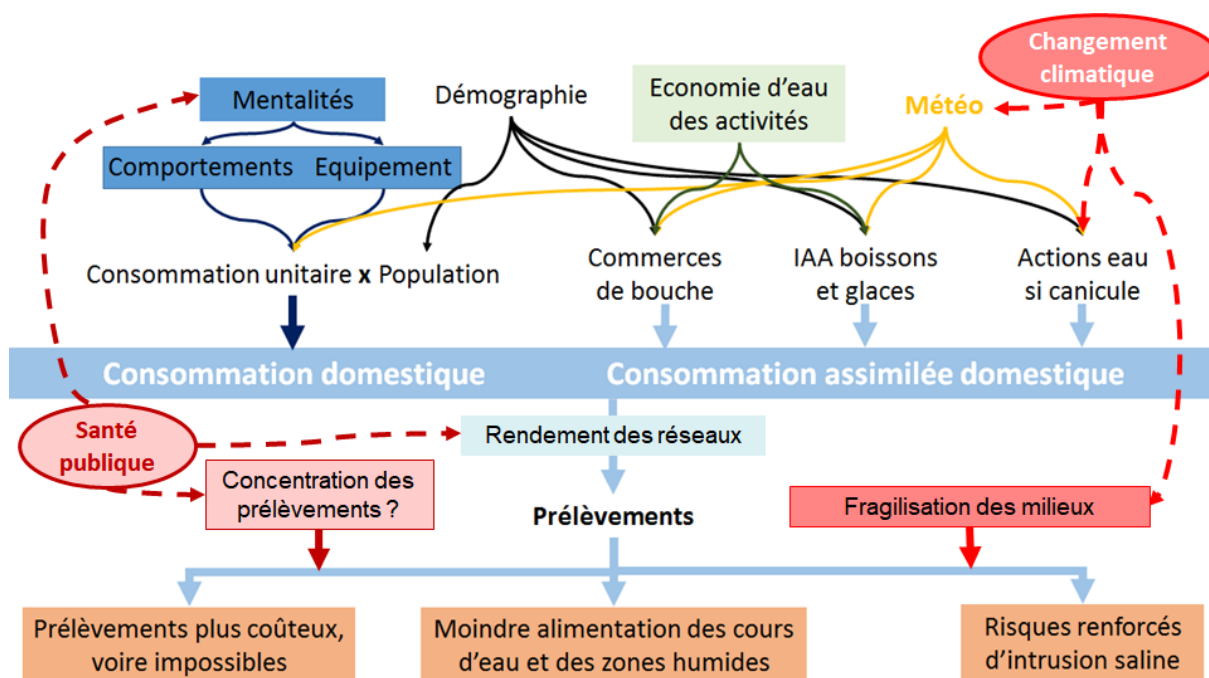 Changement
climatique
Mentalités
Démographie
Economie d'eau
des activités
Météo
Comportements
Equipement
Consommation unitaire x Population
Commerces
de bouche
IAA boissons
et glaces
Actions eau
si canicule
Consommation domestique
Consommation assimilée domestique
Santé
publique
Rendement des réseaux
Concentration des
prélèvements ?
Prélèvements
Fragilisation des milieux
Prélèvements plus coûteux,
voire impossibles
Moindre alimentation des cours
d'eau et des zones humides
Risques renforcés
d'intrusion saline